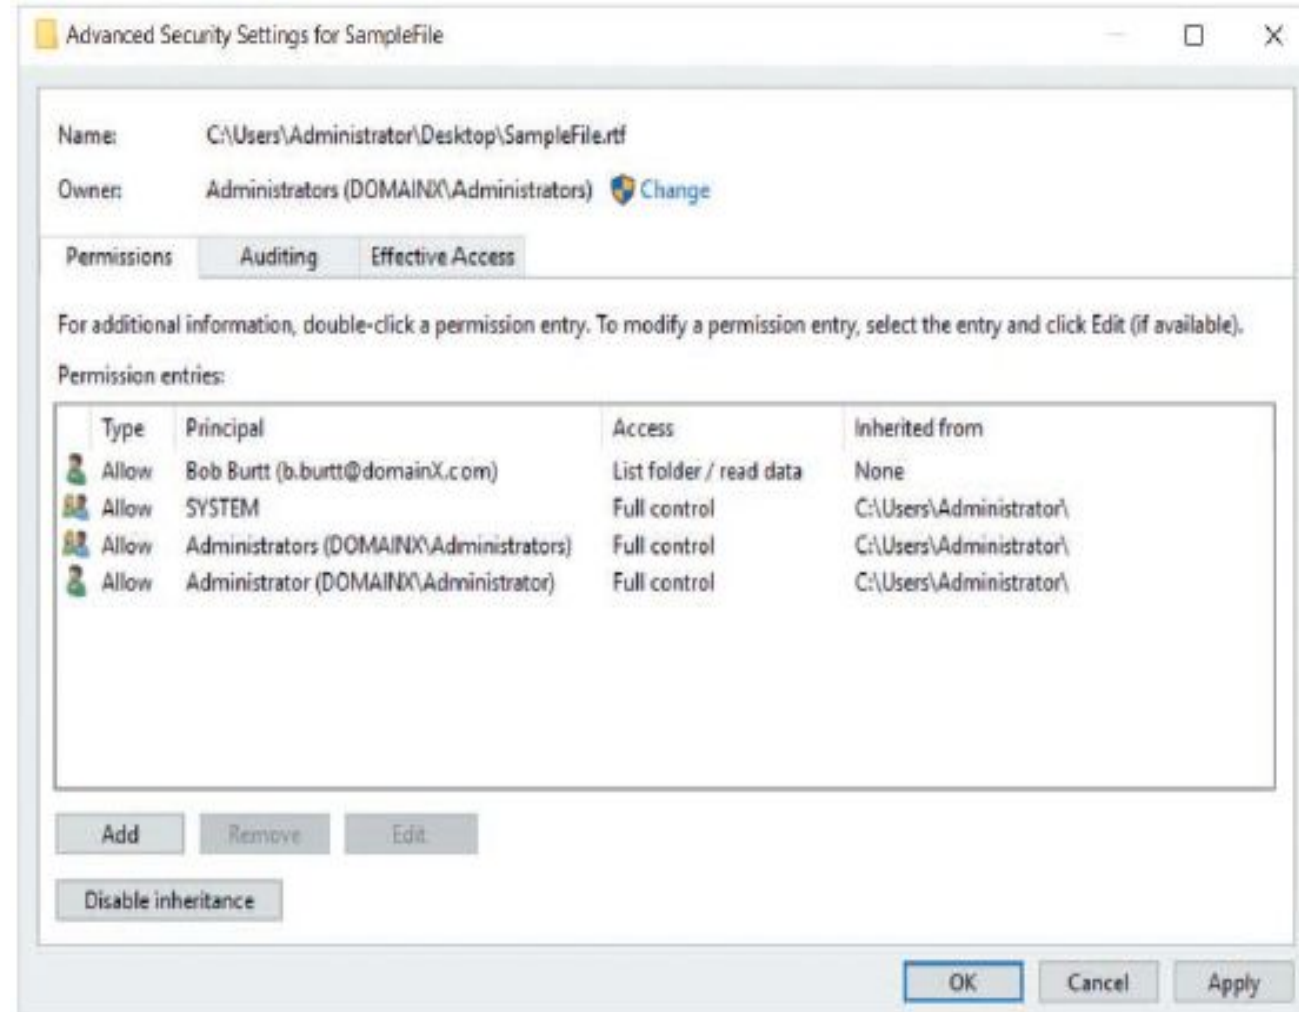 Advanced Security Settings for SampleFile
Name: C:\Users\Administrator\Desktop\SampleFile.rtf
Owner: Administrators (DOMAINX\Administrators) Change
Permissions Auditing Effective Access
For additional information, double-click a permission entry. To modify a permission entry, select the entry and click Edit (if available).
Permission entries:
Type Principal Access Inherited from
Allow Bob Burtt (b.burtt@domainX.com) List folder / read data None
Allow SYSTEM Full control C:\Users\Administrator\
Allow Administrators (DOMAINX\Administrators) Full control C:\Users\Administrator\
Allow Administrator (DOMAINX\Administrator) Full control C:\Users\Administrator\
Add Remove Edit
Disable inheritance
OK Cancel Apply